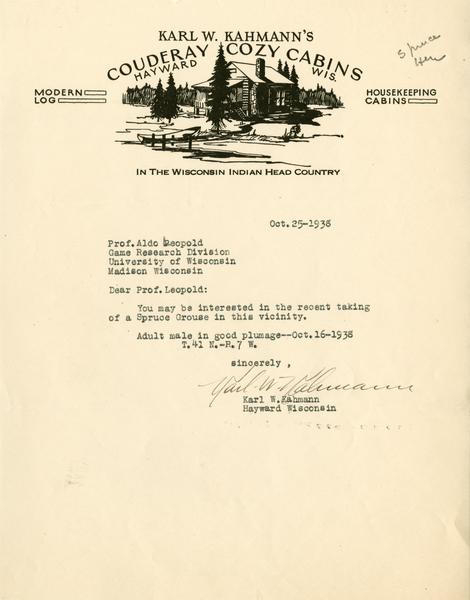 KARL W. KAHMANN'S
COUDERAY COZY CABINS
HAYWARD WIS.
Spruce
Hen
MODERN
LOG
HOUSEKEEPING
CABINS
IN THE WISCONSIN INDIAN HEAD COUNTRY
Oct.25-1938
Prof.Aldo Leopold
Game Research Division
University of Wisconsin
Madison Wisconsin
Dear Prof.Leopold:
You may be interested in the recent taking
of a Spruce Grouse in this vicinity.
Adult male in good plumage--Oct.16-1938
T.41 N.-R.7 W.
sincerely ,
Karl W. Kahmann
Karl W.Kahmann
Hayward Wisconsin